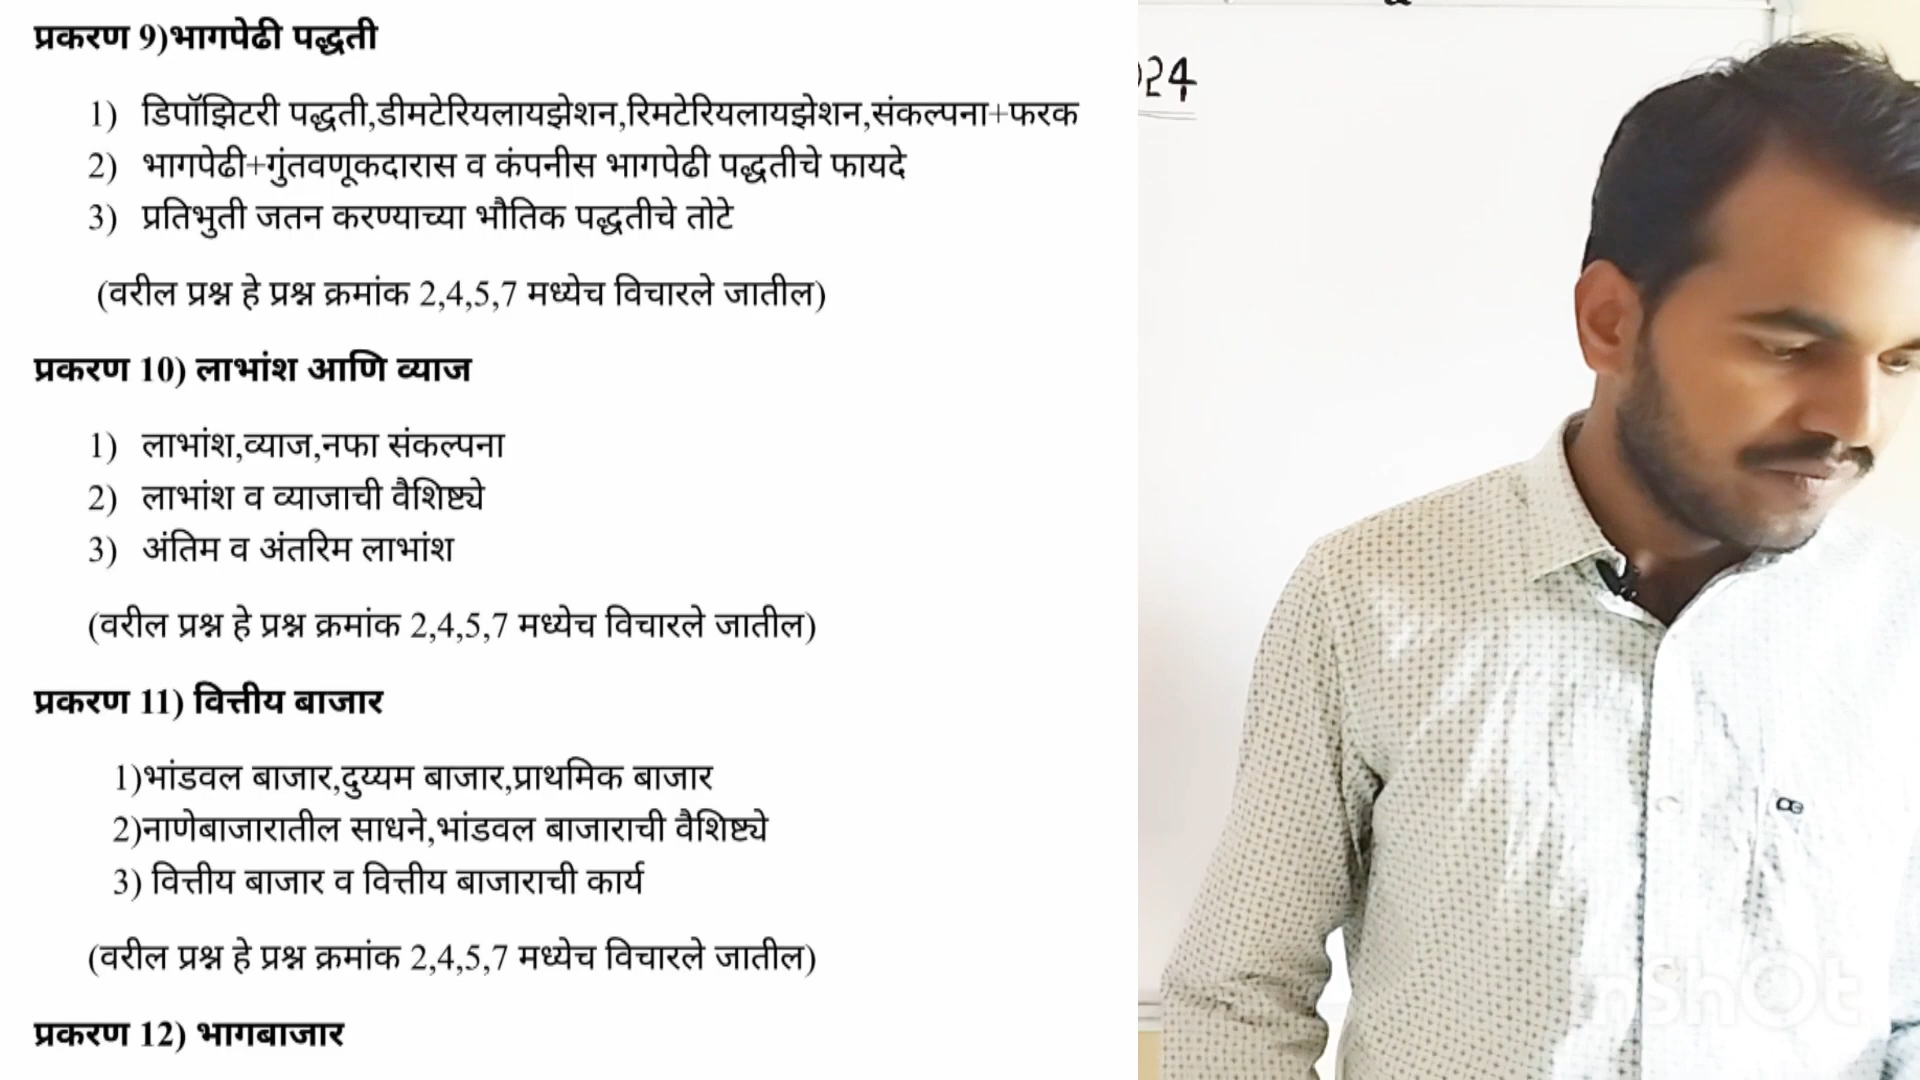 प्रकरण 9)भागपेढी पद्धती
1) डिपॉझिटरी पद्धती,डीमटेरियलायझेशन,रिमटेरियलायझेशन,संकल्पना+फरक
2) भागपेढी+गुंतवणूकदारास व कंपनीस भागपेढी पद्धतीचे फायदे
3) प्रतिभुती जतन करण्याच्या भौतिक पद्धतीचे तोटे
(वरील प्रश्न हे प्रश्न क्रमांक 2,4,5,7 मध्येच विचारले जातील)
प्रकरण 10) लाभांश आणि व्याज
1) लाभांश,व्याज,नफा संकल्पना
2) लाभांश व व्याजाची वैशिष्ट्ये
3) अंतिम व अंतरिम लाभांश
(वरील प्रश्न हे प्रश्न क्रमांक 2,4,5,7 मध्येच विचारले जातील)
प्रकरण 11) वित्तीय बाजार
1)भांडवल बाजार,दुय्यम बाजार,प्राथमिक बाजार
2)नाणेबाजारातील साधने,भांडवल बाजाराची वैशिष्ट्ये
3) वित्तीय बाजार व वित्तीय बाजाराची कार्य
(वरील प्रश्न हे प्रश्न क्रमांक 2,4,5,7 मध्येच विचारले जातील)
प्रकरण 12) भागबाजार
24
nShOt